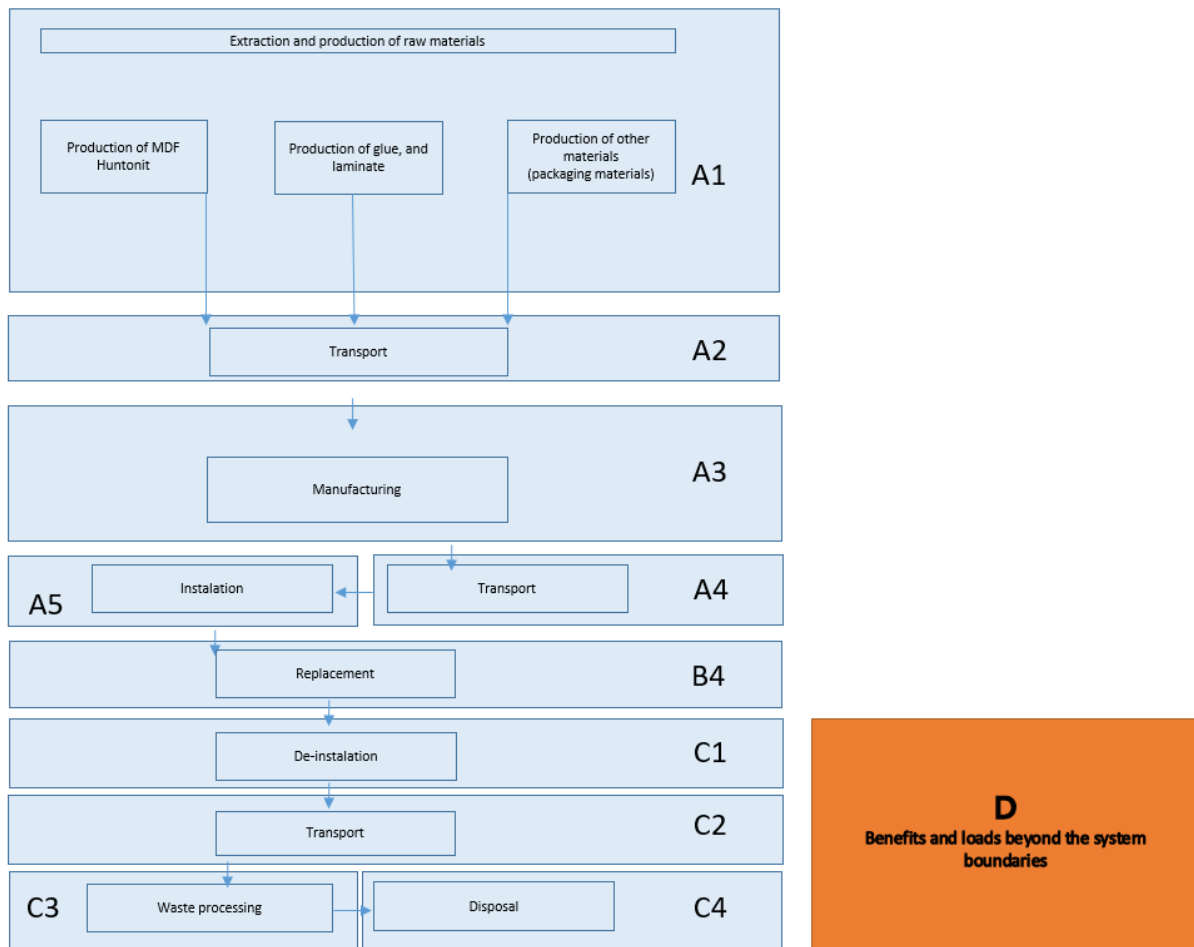 Extraction and production of raw materials
Production of MDF
Huntonit
Production of glue, and
laminate
Production of other
materials
(packaging materials)
A1
Transport
A2
Manufacturing
A3
Instalation
A5
Transport
A4
Replacement
B4
De-instalation
C1
Transport
C2
C3
Waste processing
Disposal
C4
D
Benefits and loads beyond the system
boundaries